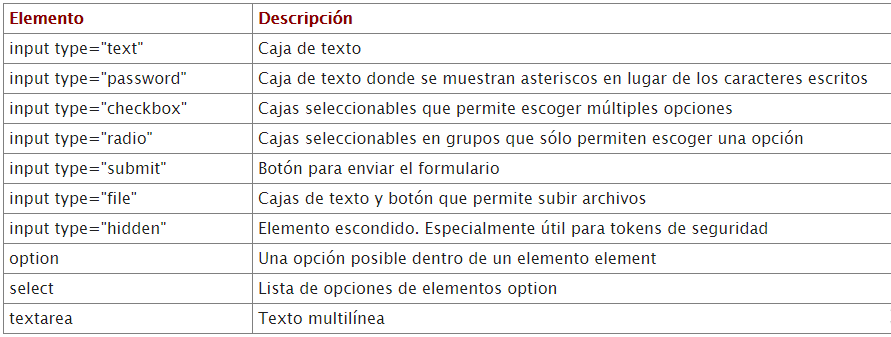 Elemento Descripción
input type="text" Caja de texto
input type="password" Caja de texto donde se muestran asteriscos en lugar de los caracteres escritos
input type="checkbox" Cajas seleccionables que permite escoger múltiples opciones
input type="radio" Cajas seleccionables en grupos que sólo permiten escoger una opción
input type="submit" Botón para enviar el formulario
input type="file" Cajas de texto y botón que permite subir archivos
input type="hidden" Elemento escondido. Especialmente útil para tokens de seguridad
option Una opción posible dentro de un elemento element
select Lista de opciones de elementos option
textarea Texto multilínea